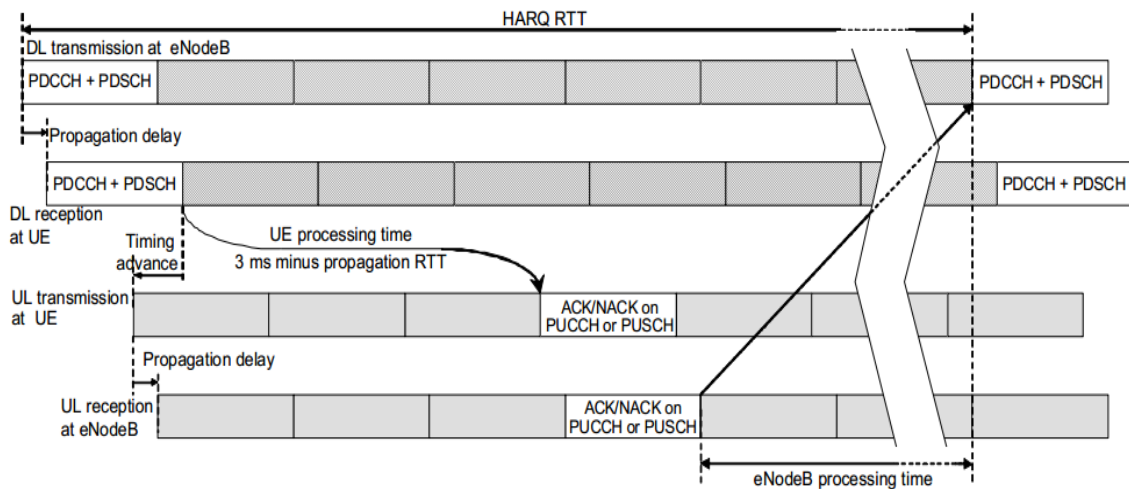 HARQ RTT
DL transmission at eNodeB
PDCCH + PDSCH
PDCCH + PDSCH
Propagation delay
PDCCH + PDSCH
PDCCH + PDSCH
DL reception
at UE
UE processing time
3 ms minus propagation RTT
Timing
advance
UL transmission
at UE
ACK/NACK on
PUCCH or PUSCH
Propagation delay
UL reception
at eNodeB
ACK/NACK on
PUCCH or PUSCH
eNodeB processing time